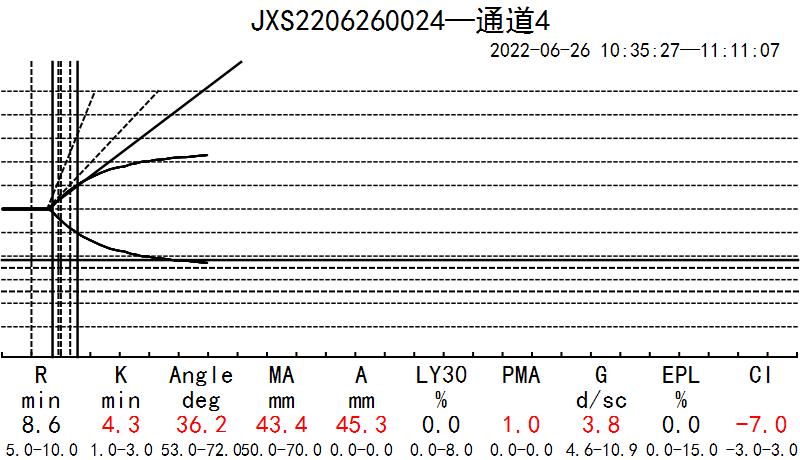 JXS2206260024—通道4
2022-06-26 10:35:27—11:11:07
R K Angle MA A LY30 PMA G EPL CI
min min deg mm mm % d/sc %
8.6 4.3 36.2 43.4 45.3 0.0 1.0 3.8 0.0 -7.0
5.0-10.0 1.0-3.0 53.0-72.0 50.0-70.0 0.0-0.0 0.0-8.0 0.0-0.0 4.6-10.9 0.0-15.0 -3.0-3.0